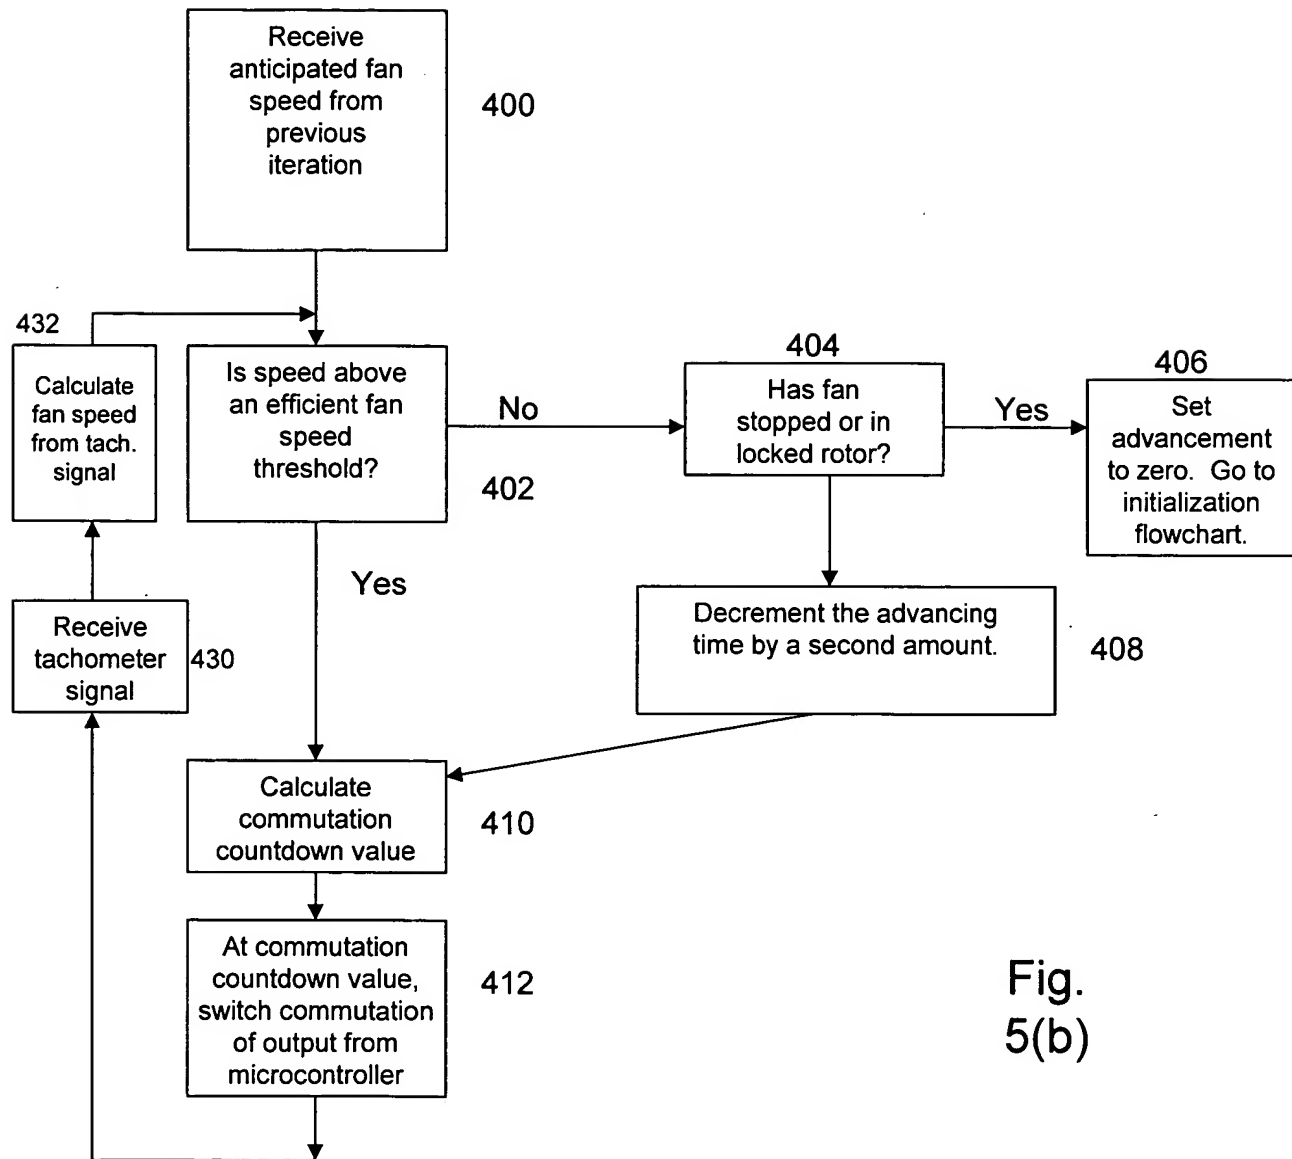 Receive
anticipated fan
speed from
previous
iteration
400
432
Calculate
fan speed
from tach.
signal
Is speed above
an efficient fan
speed
threshold?
402
No
404
Has fan
stopped or in
locked rotor?
Yes
406
Set
advancement
to zero. Go to
initialization
flowchart.
Yes
Receive
tachometer
signal
430
Decrement the advancing
time by a second amount.
408
Calculate
commutation
countdown value
410
At commutation
countdown value,
switch commutation
of output from
microcontroller
412
Fig.
5(b)